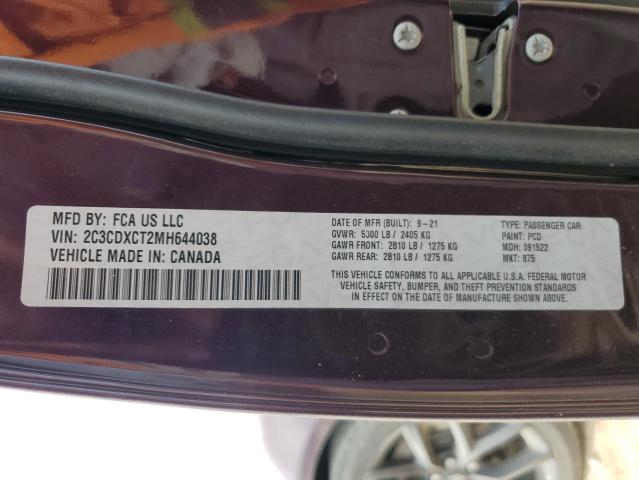 MFD BY: FCA US LLC
VIN: 2C3CDXCT2MH644038
VEHICLE MADE IN: CANADA
DATE OF MFR (BUILT): 9-21
GVWR: 5300 LB / 2405 KG
GAWR FRONT: 2810 LB / 1275 KG
GAWR REAR: 2810 LB / 1275 KG
TYPE: PASSENGER CAR
PAINT: PCD
MDH: 091522
MKT: 875
THIS VEHICLE CONFORMS TO ALL APPLICABLE U.S.A. FEDERAL MOTOR
VEHICLE SAFETY, BUMPER, AND THEFT PREVENTION STANDARDS
IN EFFECT ON THE DATE OF MANUFACTURE SHOWN ABOVE.